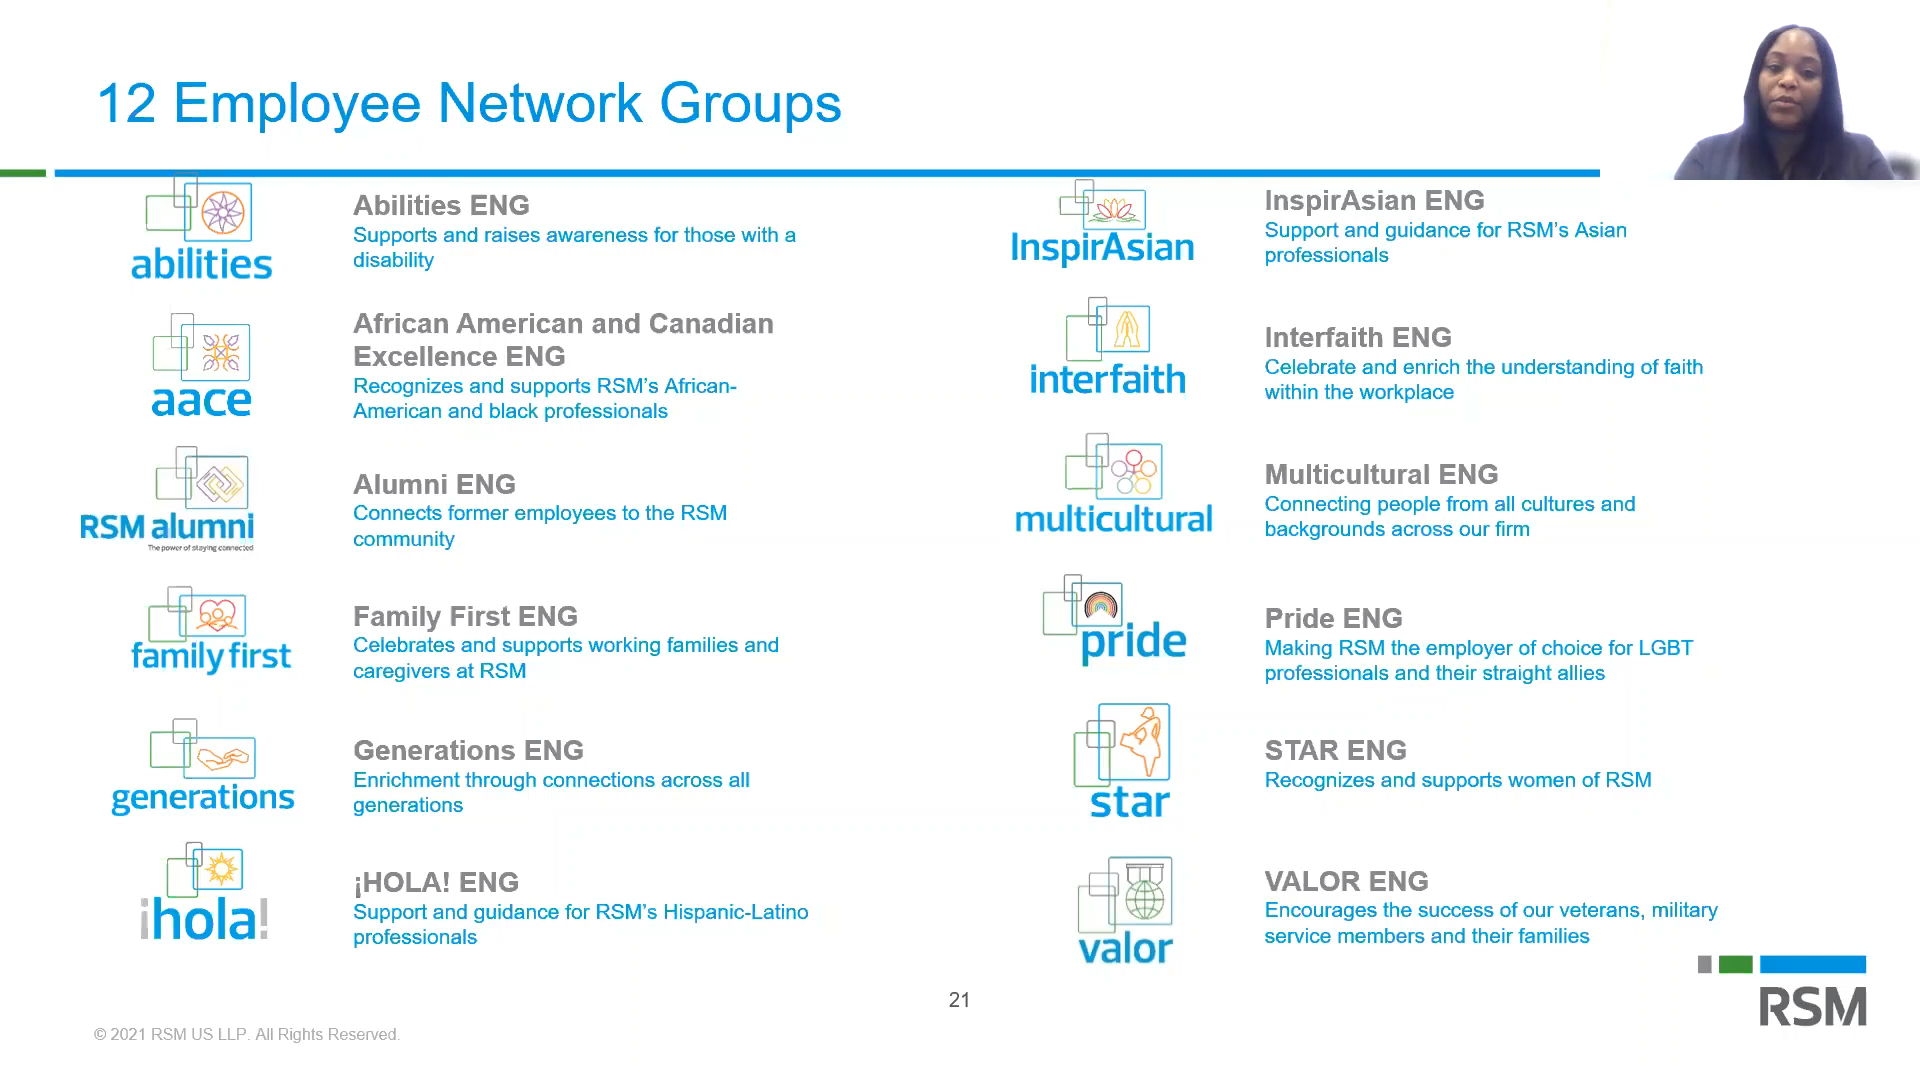 12 Employee Network Groups
abilities
Abilities ENG
Supports and raises awareness for those with a
disability
aace
African American and Canadian
Excellence ENG
Recognizes and supports RSM’s African-
American and black professionals
RSM alumni
The power of staying connected
Alumni ENG
Connects former employees to the RSM
community
family first
Family First ENG
Celebrates and supports working families and
caregivers at RSM
generations
Generations ENG
Enrichment through connections across all
generations
¡hola!
¡HOLA! ENG
Support and guidance for RSM’s Hispanic-Latino
professionals
InspirAsian
InspirAsian ENG
Support and guidance for RSM’s Asian
professionals
interfaith
Interfaith ENG
Celebrate and enrich the understanding of faith
within the workplace
multicultural
Multicultural ENG
Connecting people from all cultures and
backgrounds across our firm
pride
Pride ENG
Making RSM the employer of choice for LGBT
professionals and their straight allies
star
STAR ENG
Recognizes and supports women of RSM
valor
VALOR ENG
Encourages the success of our veterans, military
service members and their families
21
© 2021 RSM US LLP. All Rights Reserved.
RSM